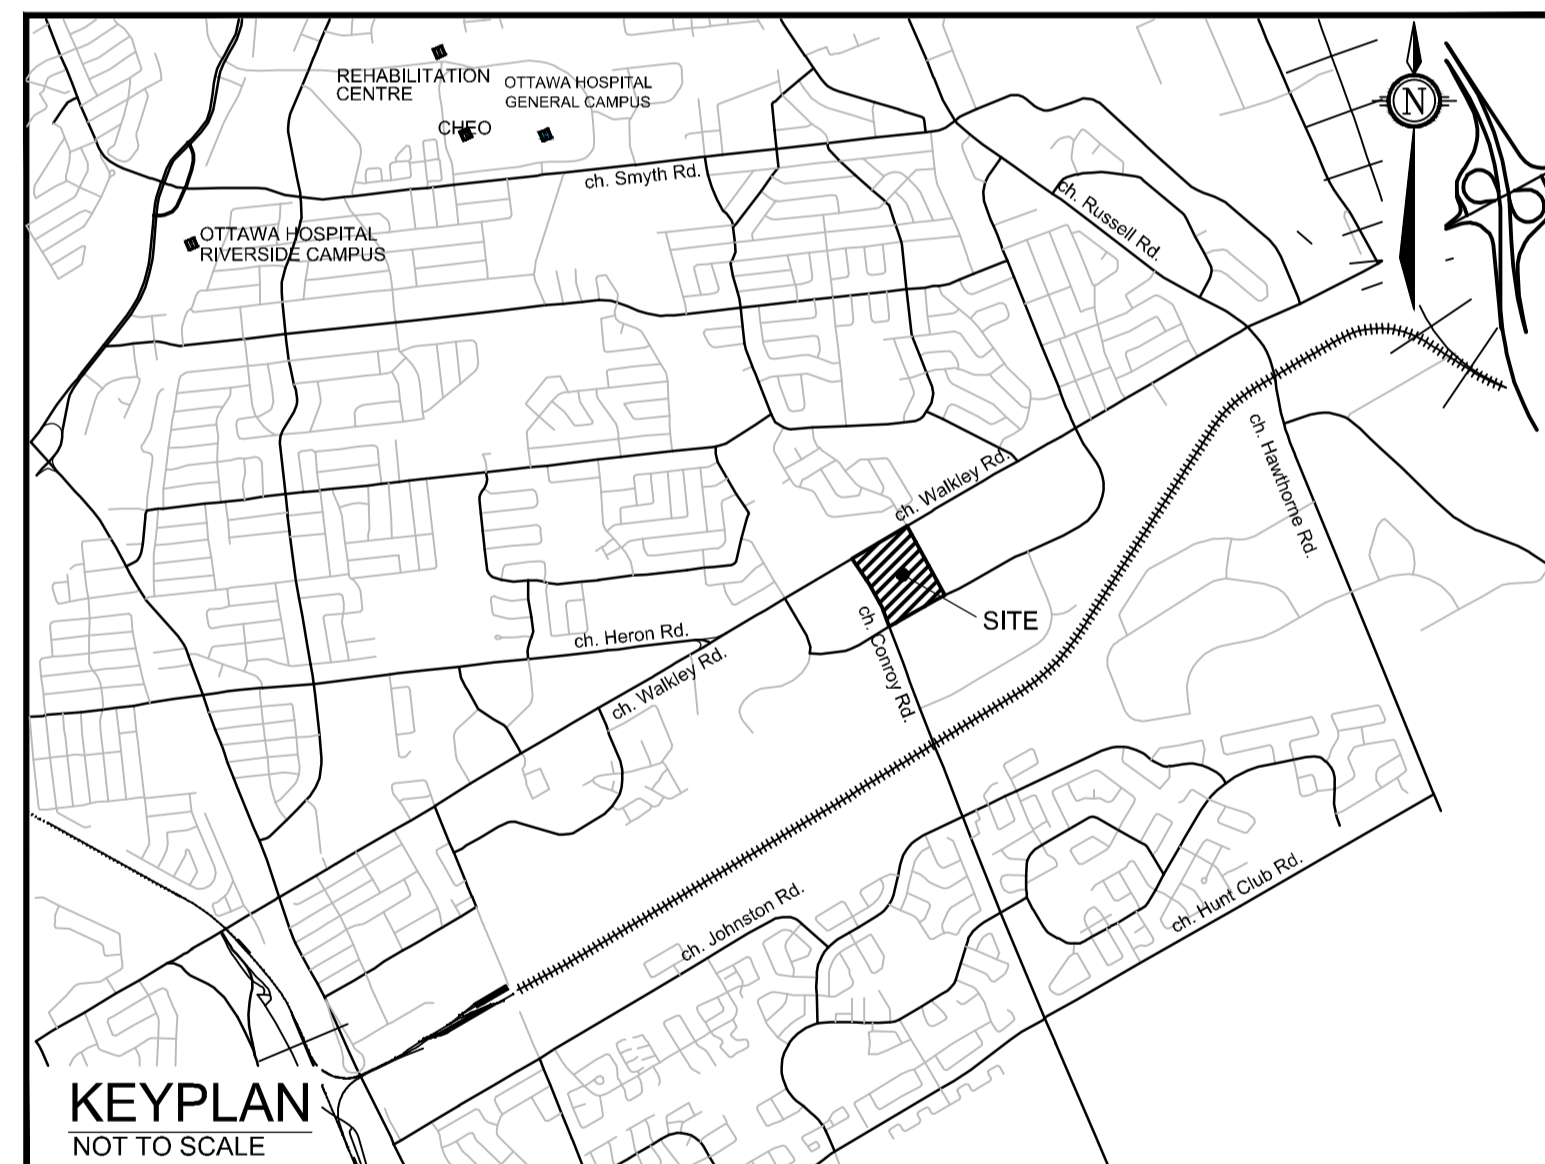 REHABILITATION
CENTRE
OTTAWA HOSPITAL
GENERAL CAMPUS
CHEO
N
ch. Smyth Rd.
ch. Russell Rd.
OTTAWA HOSPITAL
RIVERSIDE CAMPUS
ch. Walkley Rd.
ch. Hawthorne Rd.
SITE
ch. Conroy Rd.
ch. Heron Rd.
ch. Walkley Rd.
ch. Johnston Rd.
ch. Hunt Club Rd.
KEYPLAN
NOT TO SCALE